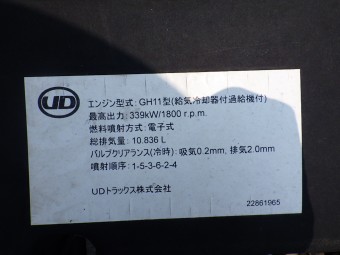 UD
エンジン型式: GH11型(給気冷却器付過給機付)
最高出力: 339kW/1800 r.p.m.
燃料噴射方式: 電子式
総排気量: 10.836 L
バルブクリアランス(冷時): 吸気0.2mm, 排気2.0mm
噴射順序: 1-5-3-6-2-4
UDトラックス株式会社
22861965